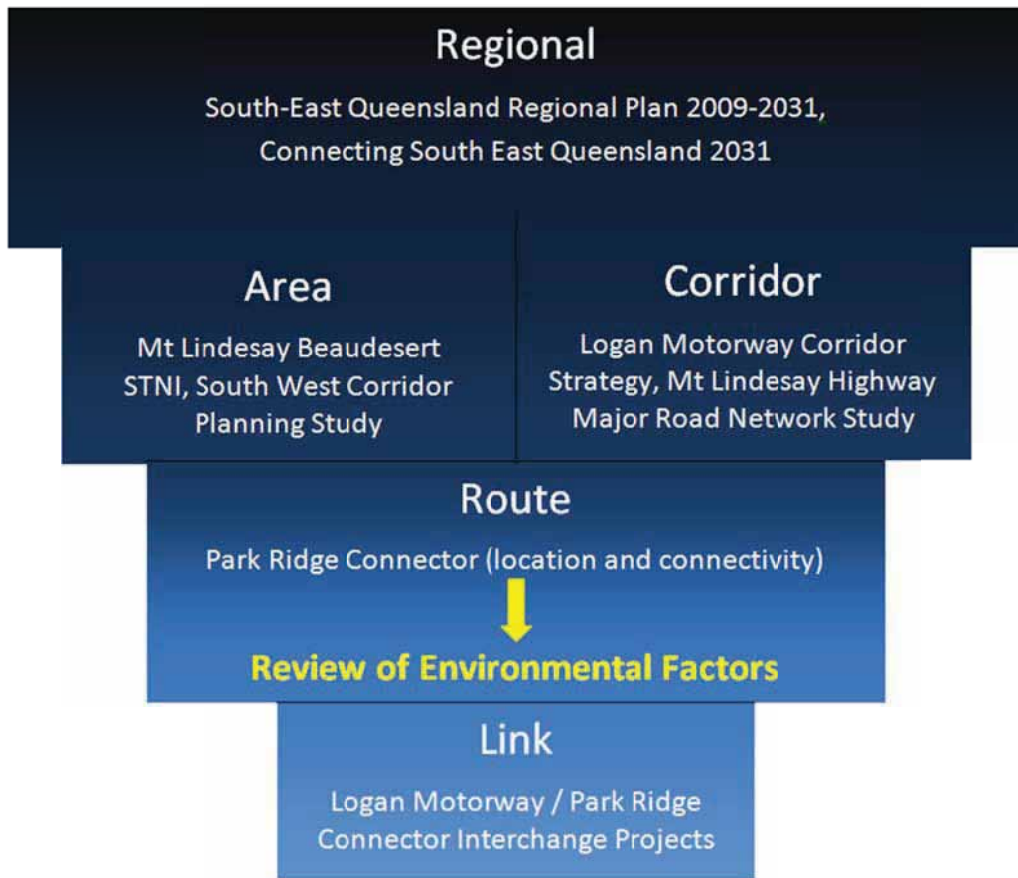 Regional
South-East Queensland Regional Plan 2009-2031,
Connecting South East Queensland 2031
Area
Mt Lindesay Beaudesert
STNI, South West Corridor
Planning Study
Corridor
Logan Motorway Corridor
Strategy, Mt Lindesay Highway
Major Road Network Study
Route
Park Ridge Connector (location and connectivity)
Review of Environmental Factors
Link
Logan Motorway / Park Ridge
Connector Interchange Projects